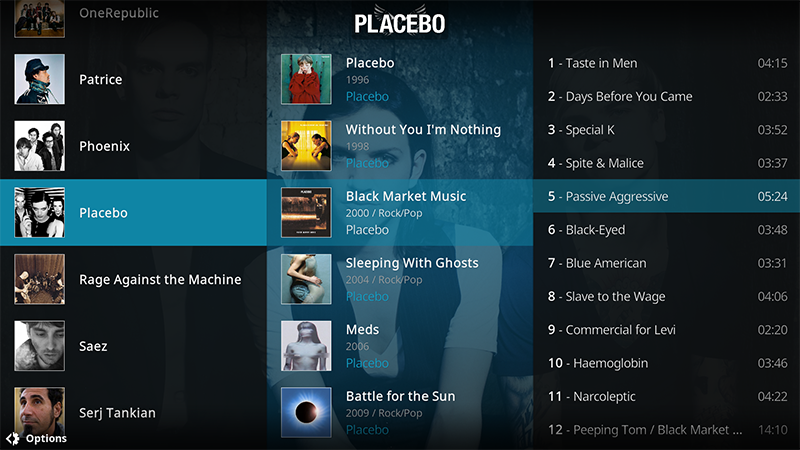 OneRepublic
Patrice
Phoenix
Placebo
Rage Against the Machine
Saez
Serj Tankian
Options
PLACEBO
Placebo
1996
Placebo
Without You I'm Nothing
1998
Placebo
Black Market Music
2000 / Rock/Pop
Placebo
Sleeping With Ghosts
2004 / Rock/Pop
Placebo
Meds
2006
Placebo
Battle for the Sun
2009 / Rock/Pop
Placebo
1 - Taste in Men 04:15
2 - Days Before You Came 02:33
3 - Special K 03:52
4 - Spite & Malice 03:37
5 - Passive Aggressive 05:24
6 - Black-Eyed 03:48
7 - Blue American 03:31
8 - Slave to the Wage 04:06
9 - Commercial for Levi 02:20
10 - Haemoglobin 03:46
11 - Narcoleptic 04:22
12 - Peeping Tom / Black Market ... 14:10